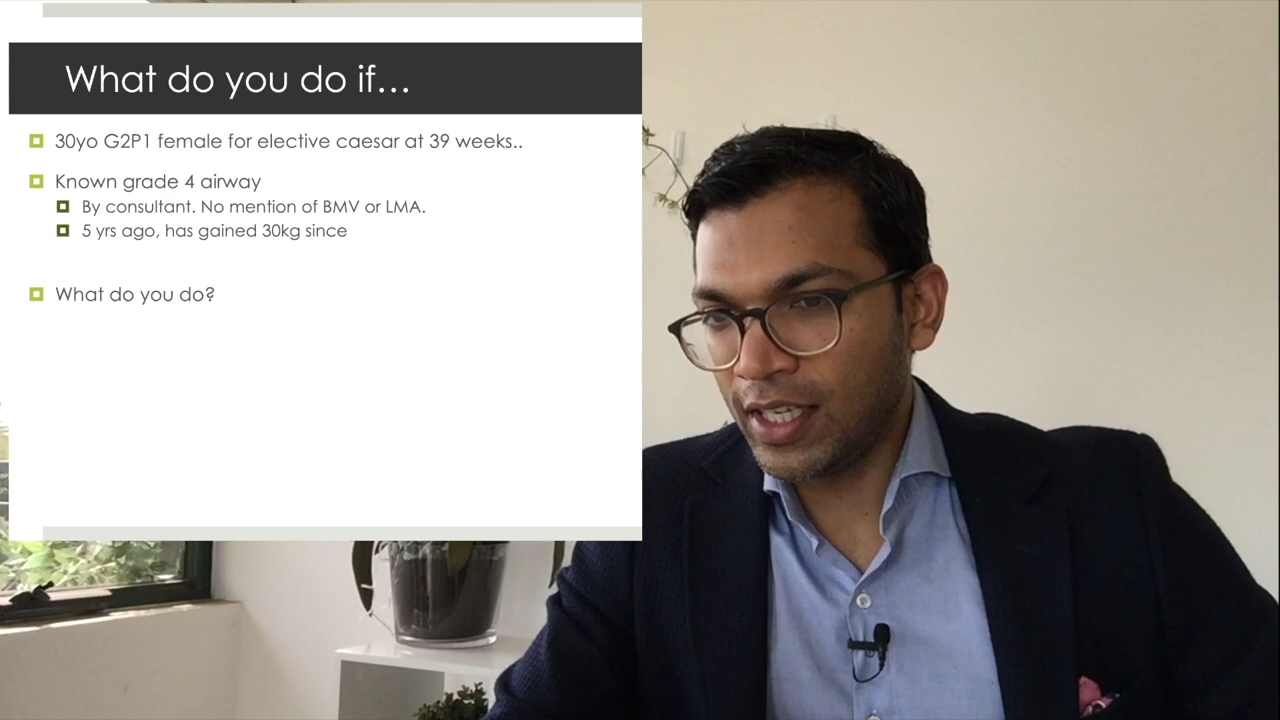 What do you do if…
30yo G2P1 female for elective caesar at 39 weeks..
Known grade 4 airway
By consultant. No mention of BMV or LMA.
5 yrs ago, has gained 30kg since
What do you do?